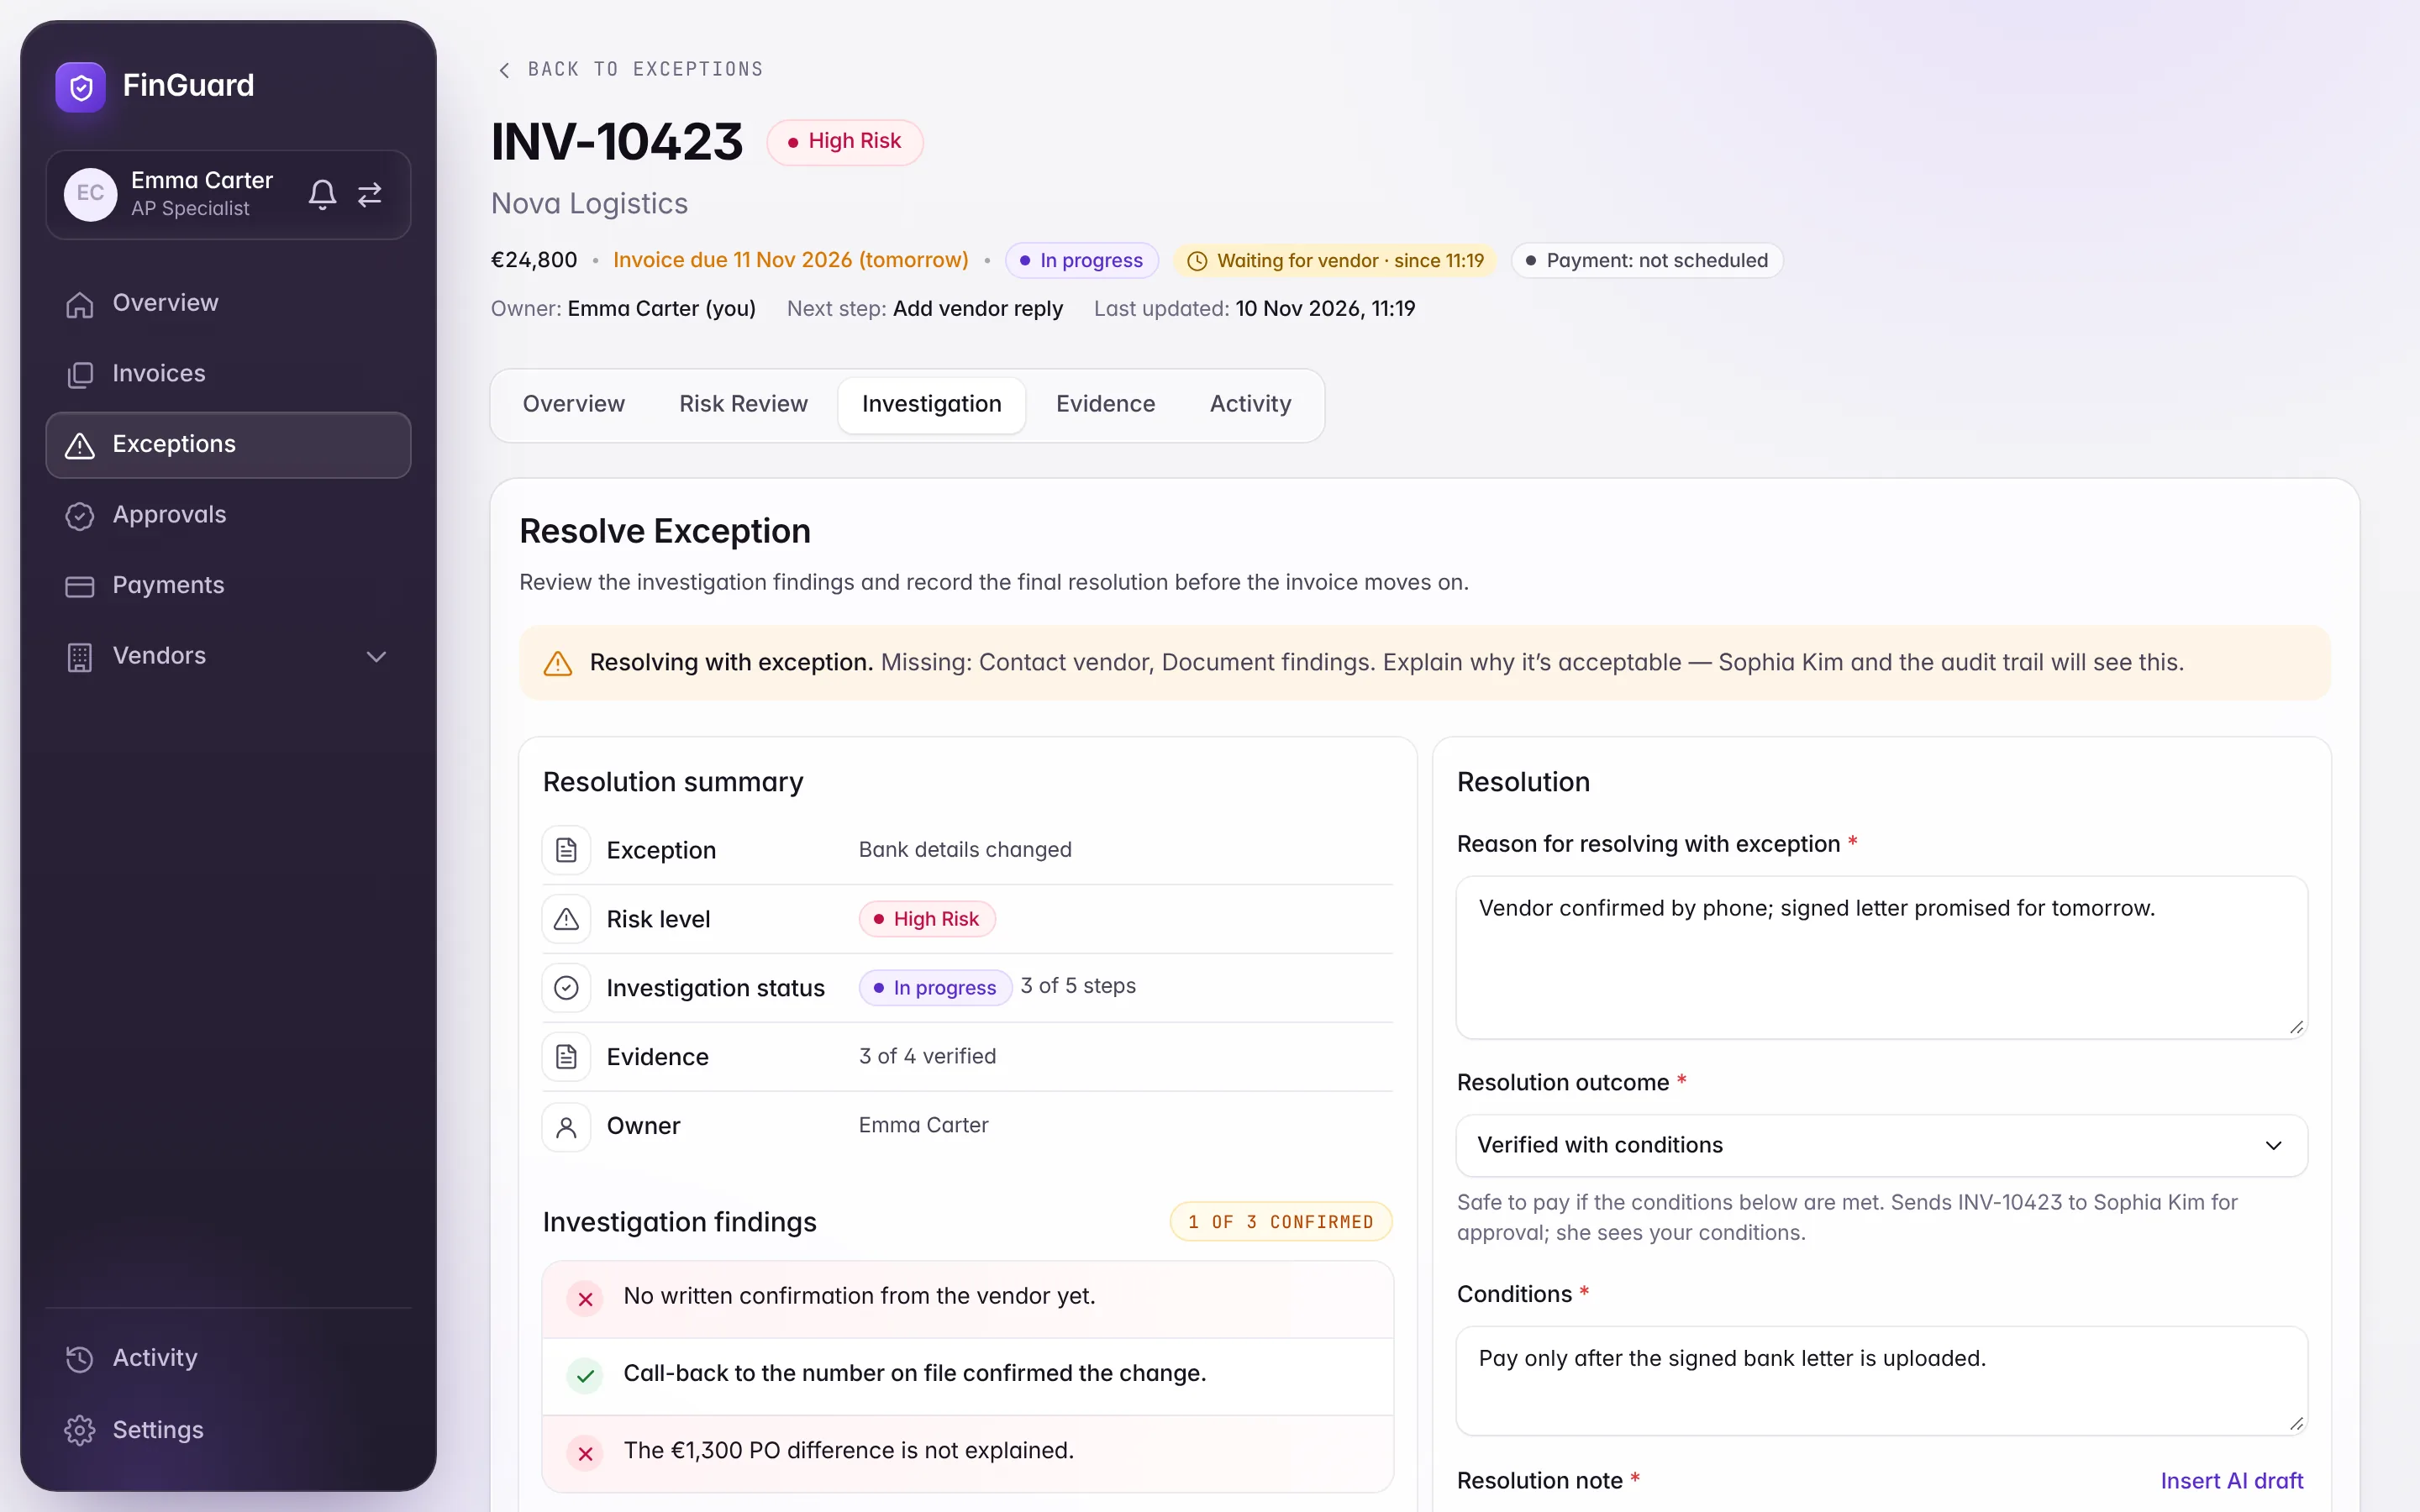 FinGuard
EC
Emma Carter
AP Specialist
Overview
Invoices
Exceptions
Approvals
Payments
Vendors
Activity
Settings
BACK TO EXCEPTIONS
INV-10423
High Risk
Nova Logistics
€24,800 • Invoice due 11 Nov 2026 (tomorrow) • In progress Waiting for vendor · since 11:19 Payment: not scheduled
Owner: Emma Carter (you) Next step: Add vendor reply Last updated: 10 Nov 2026, 11:19
Overview Risk Review Investigation Evidence Activity
Resolve Exception
Review the investigation findings and record the final resolution before the invoice moves on.
Resolving with exception. Missing: Contact vendor, Document findings. Explain why it’s acceptable — Sophia Kim and the audit trail will see this.
Resolution summary
Exception Bank details changed
Risk level High Risk
Investigation status In progress 3 of 5 steps
Evidence 3 of 4 verified
Owner Emma Carter
Investigation findings 1 OF 3 CONFIRMED
No written confirmation from the vendor yet.
Call-back to the number on file confirmed the change.
The €1,300 PO difference is not explained.
Resolution
Reason for resolving with exception *
Vendor confirmed by phone; signed letter promised for tomorrow.
Resolution outcome *
Verified with conditions
Safe to pay if the conditions below are met. Sends INV-10423 to Sophia Kim for
approval; she sees your conditions.
Conditions *
Pay only after the signed bank letter is uploaded.
Resolution note * Insert AI draft